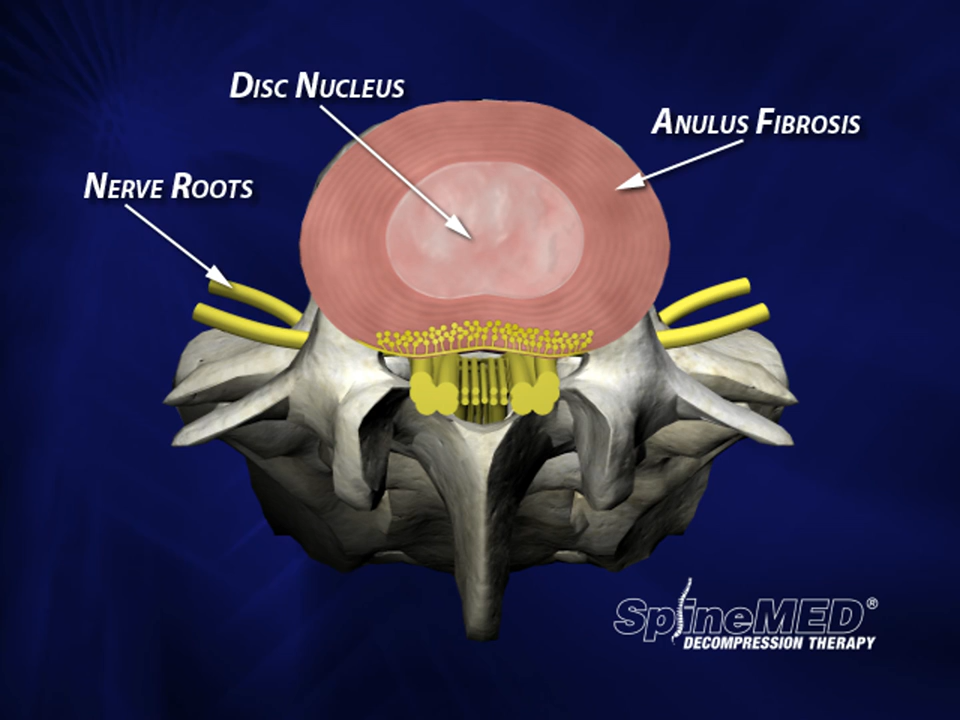 Disc Nucleus
Anulus Fibrosis
Nerve Roots
SpineMED®
DECOMPRESSION THERAPY